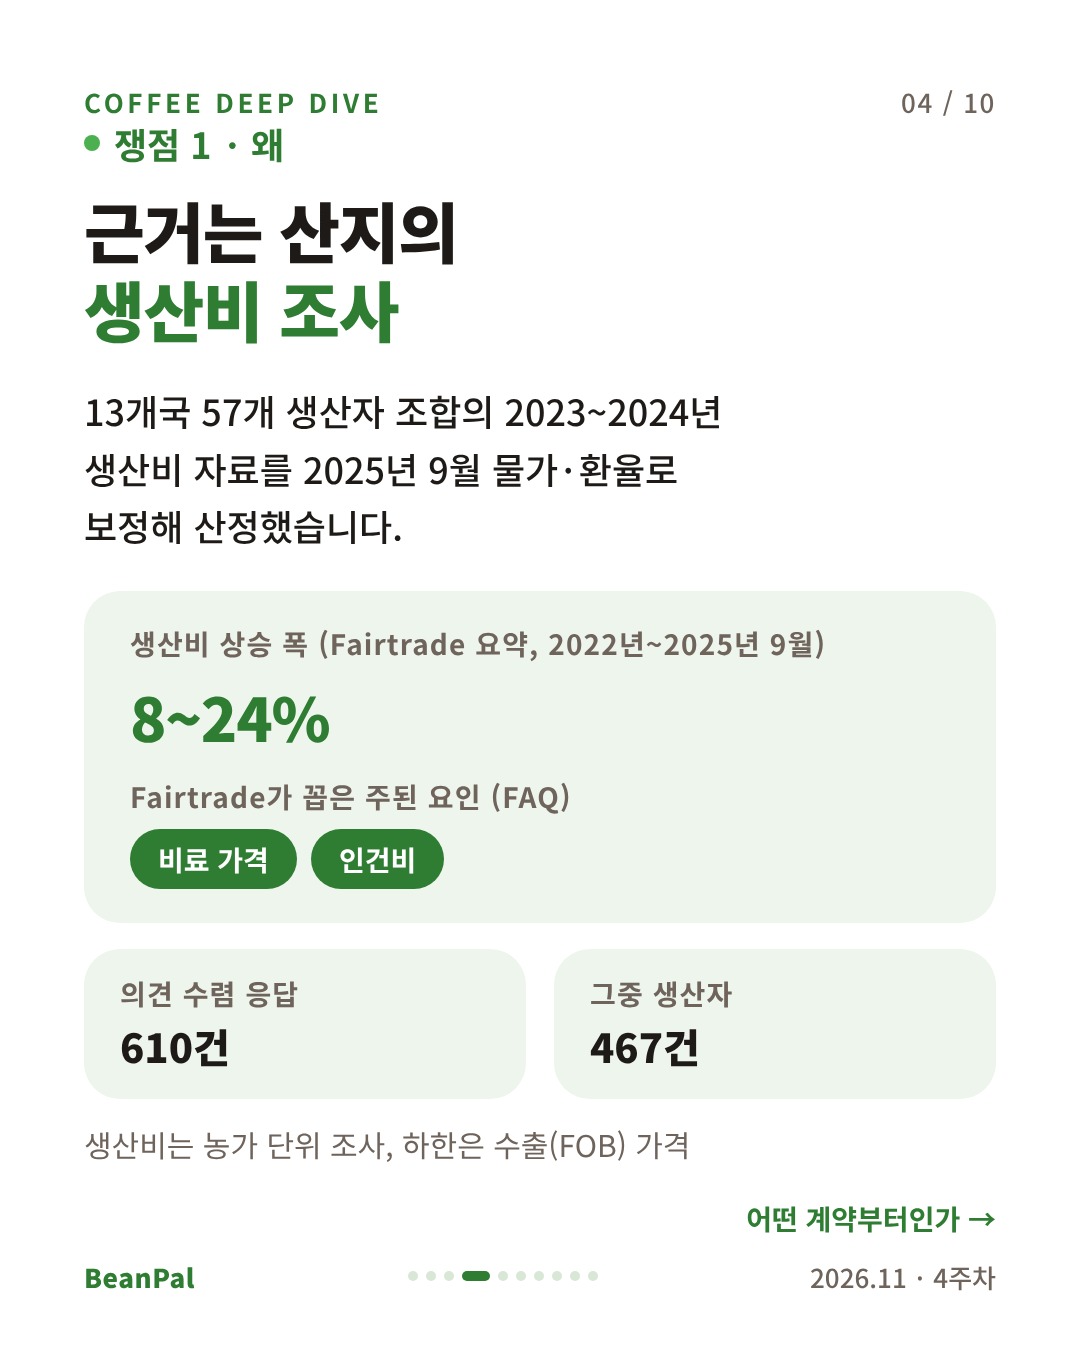 COFFEE DEEP DIVE
04 / 10
쟁점 1 · 왜
근거는 산지의
생산비 조사
13개국 57개 생산자 조합의 2023~2024년
생산비 자료를 2025년 9월 물가·환율로
보정해 산정했습니다.
생산비 상승 폭 (Fairtrade 요약, 2022년~2025년 9월)
8~24%
Fairtrade가 꼽은 주된 요인 (FAQ)
비료 가격 인건비
의견 수렴 응답
610건
그중 생산자
467건
생산비는 농가 단위 조사, 하한은 수출(FOB) 가격
어떤 계약부터인가 →
BeanPal
2026.11 · 4주차